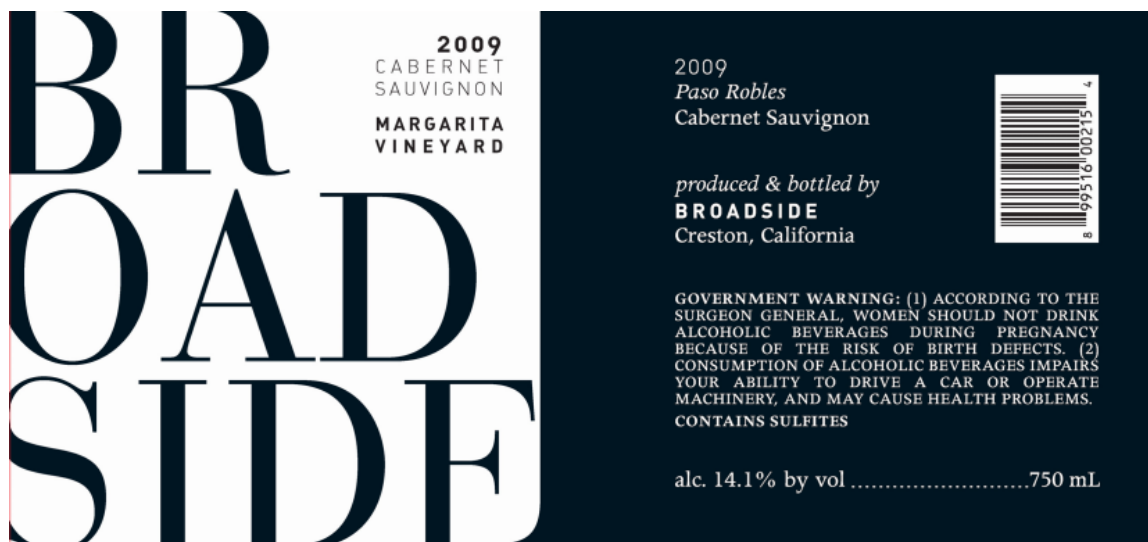 BR
OAD
SIDE
2009
CABERNET
SAUVIGNON
MARGARITA
VINEYARD
2009
Paso Robles
Cabernet Sauvignon
produced & bottled by
BROADSIDE
Creston, California
8 99516 00215 4
GOVERNMENT WARNING: (1) ACCORDING TO THE
SURGEON GENERAL, WOMEN SHOULD NOT DRINK
ALCOHOLIC BEVERAGES DURING PREGNANCY
BECAUSE OF THE RISK OF BIRTH DEFECTS. (2)
CONSUMPTION OF ALCOHOLIC BEVERAGES IMPAIRS
YOUR ABILITY TO DRIVE A CAR OR OPERATE
MACHINERY, AND MAY CAUSE HEALTH PROBLEMS.
CONTAINS SULFITES
alc. 14.1% by vol ..........................750 mL